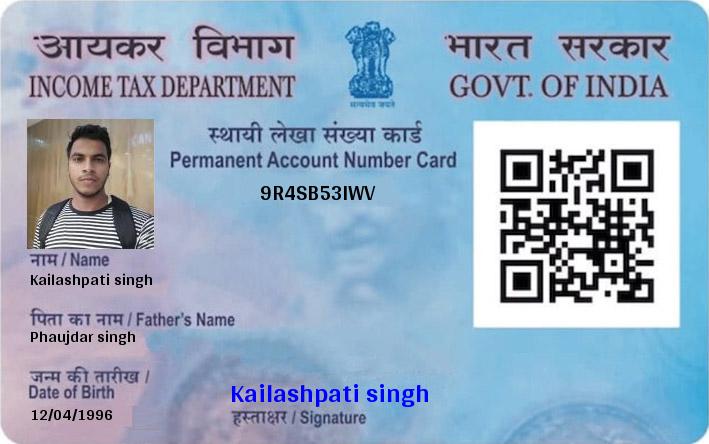 आयकर विभाग
INCOME TAX DEPARTMENT
सत्यमेव जयते
भारत सरकार
GOVT. OF INDIA
स्थायी लेखा संख्या कार्ड
Permanent Account Number Card
9R4SB53IWV
नाम / Name
Kailashpati singh
पिता का नाम / Father's Name
Phaujdar singh
जन्म की तारीख /
Date of Birth
12/04/1996
Kailashpati singh
हस्ताक्षर / Signature